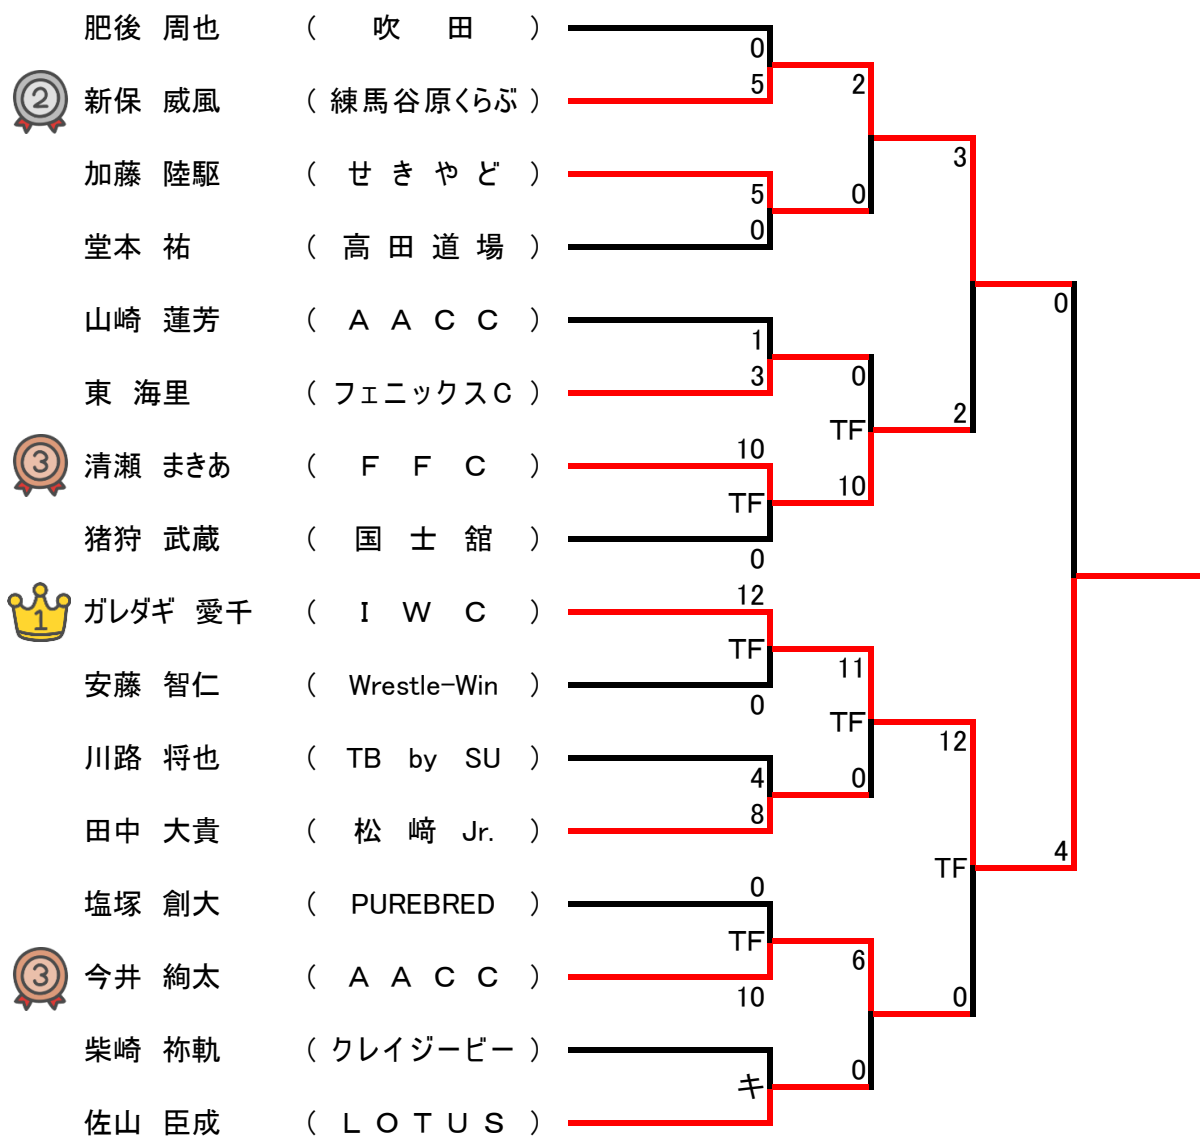 肥後 周也 ( 吹 田 )
0
2 新保 威風 ( 練馬谷原くらぶ ) 5 2
3
加藤 陸駆 ( せ き や ど ) 5 0
0
堂本 祐 ( 高 田 道 場 )
0
山崎 蓮芳 ( A A C C ) 1
東 海里 ( フェニックスC ) 3 0
2
TF
3 清瀬 まきあ ( F F C ) 10
10
TF
猪狩 武蔵 ( 国 士 舘 )
0
1 ガレダギ 愛千 ( I W C ) 12
TF
11
安藤 智仁 ( Wrestle-Win )
0
TF
12
川路 将也 ( TB by SU ) 4 0
田中 大貴 ( 松 﨑 Jr. ) 8
4
TF
塩塚 創大 ( PUREBRED ) 0
TF
6
3 今井 絢太 ( A A C C )
10
0
柴崎 祢軌 ( クレイジービー )
0
キ
佐山 臣成 ( L O T U S )